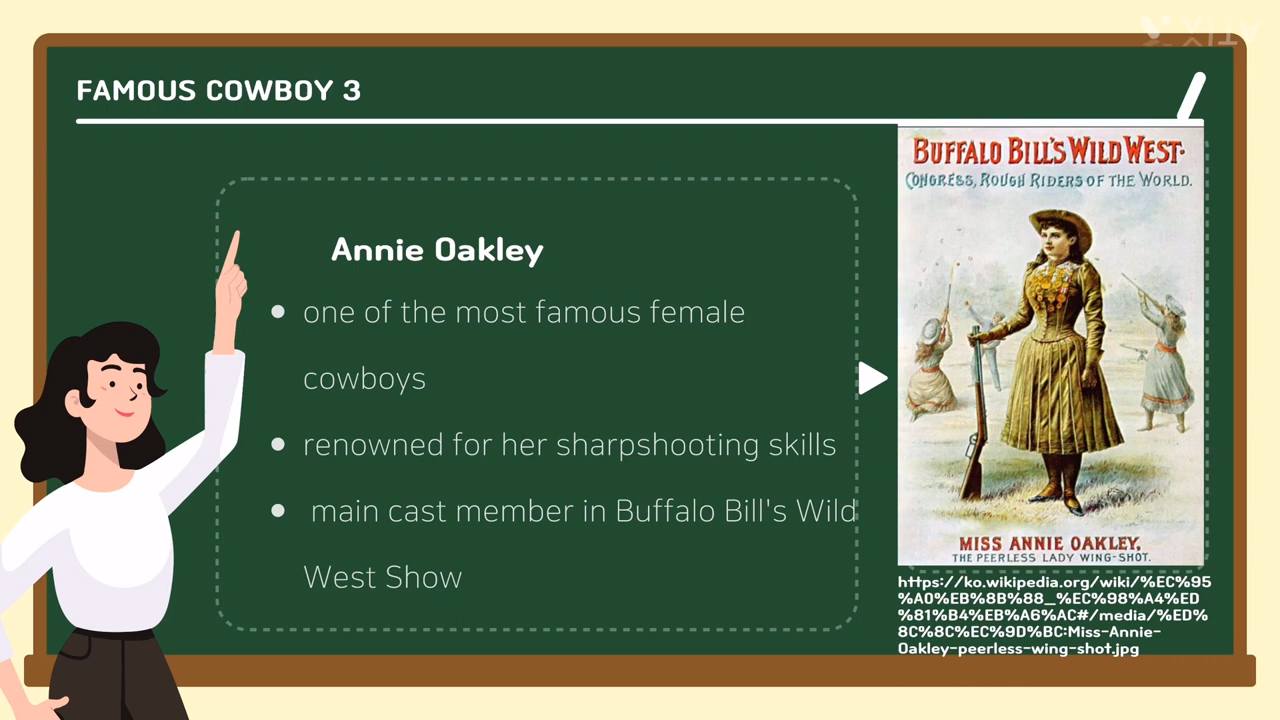 FAMOUS COWBOY 3
Annie Oakley
one of the most famous female
cowboys
renowned for her sharpshooting skills
main cast member in Buffalo Bill's Wild
West Show
BUFFALO BILL'S WILD WEST·
CONGRESS, ROUGH RIDERS OF THE WORLD.
MISS ANNIE OAKLEY,
THE PEERLESS LADY WING-SHOT.
https://ko.wikipedia.org/wiki/%EC%95
%A0%EB%8B%88_%EC%98%A4%ED
%81%B4%EB%A6%AC#/media/%ED%
8C%8C%EC%9D%BC:Miss-Annie-
Oakley-peerless-wing-shot.jpg